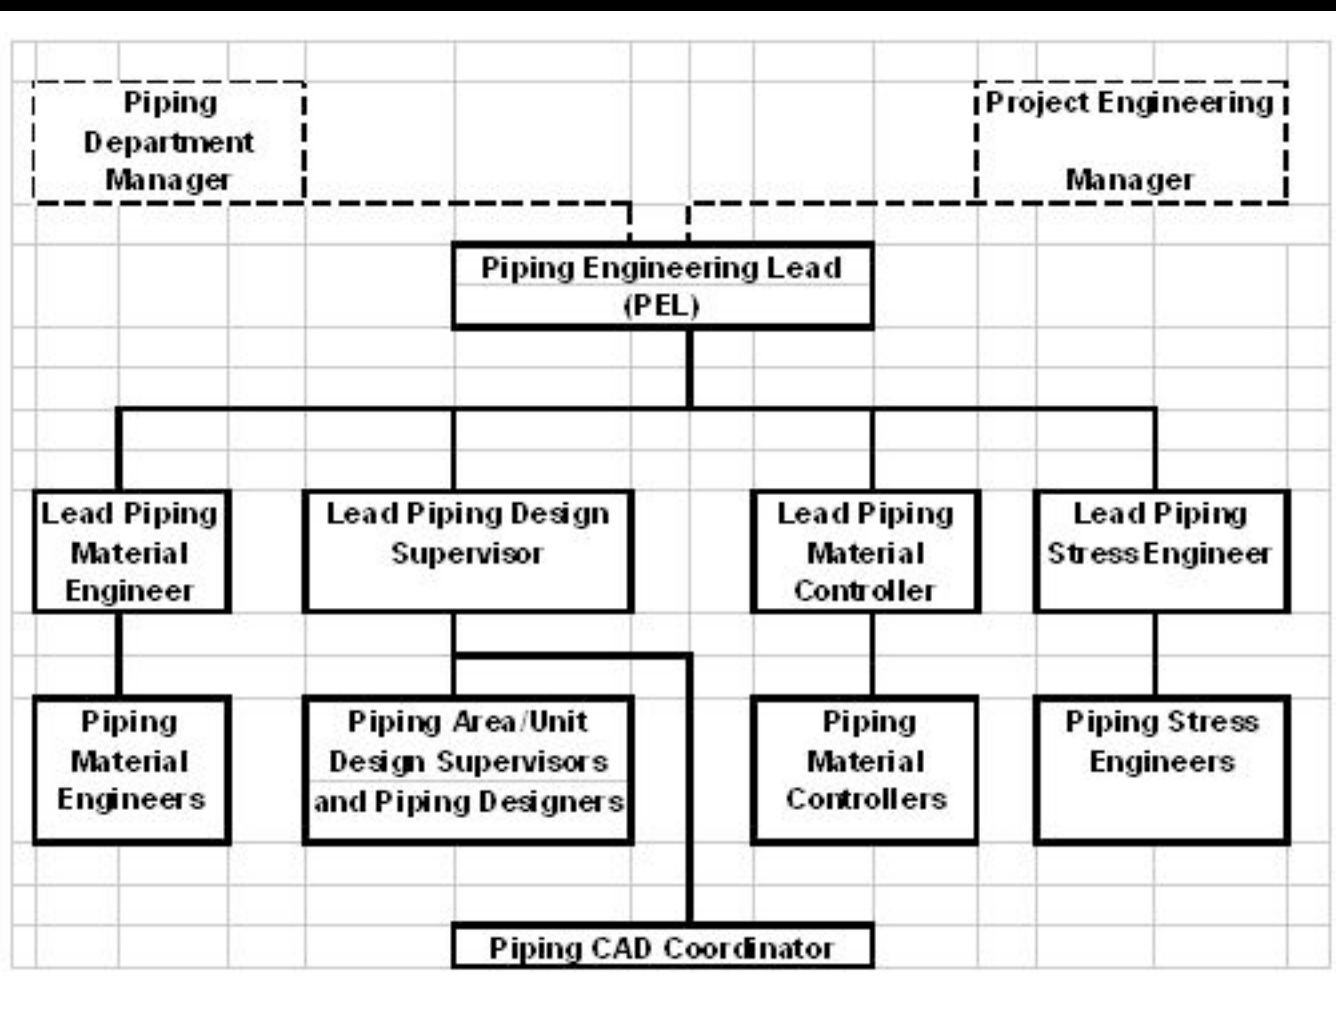 Piping
Department
Manager
Project Engineering
Manager
Piping Engineering Lead
(PEL)
Lead Piping
Material
Engineer
Lead Piping Design
Supervisor
Lead Piping
Material
Controller
Lead Piping
Stress Engineer
Piping
Material
Engineers
Piping Area/Unit
Design Supervisors
and Piping Designers
Piping
Material
Controllers
Piping Stress
Engineers
Piping CAD Coordinator